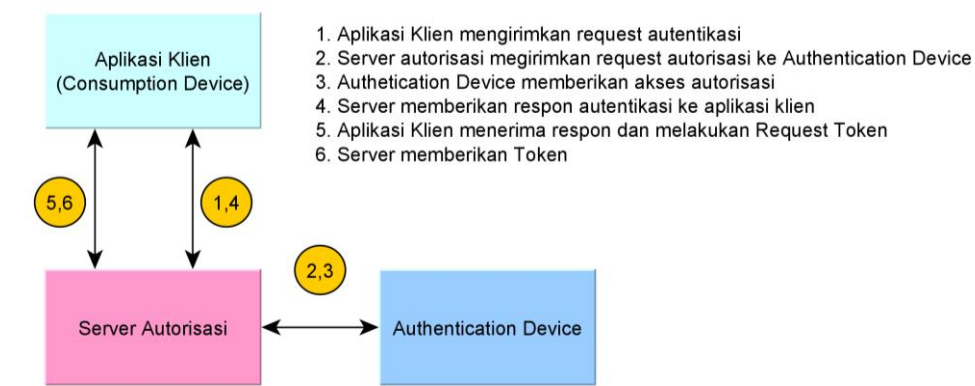 Aplikasi Klien
(Consumption Device)
1. Aplikasi Klien mengirimkan request autentikasi
2. Server autorisasi megirimkan request autorisasi ke Authentication Device
3. Authetication Device memberikan akses autorisasi
4. Server memberikan respon autentikasi ke aplikasi klien
5. Aplikasi Klien menerima respon dan melakukan Request Token
6. Server memberikan Token
5,6
1,4
2,3
Server Autorisasi
Authentication Device